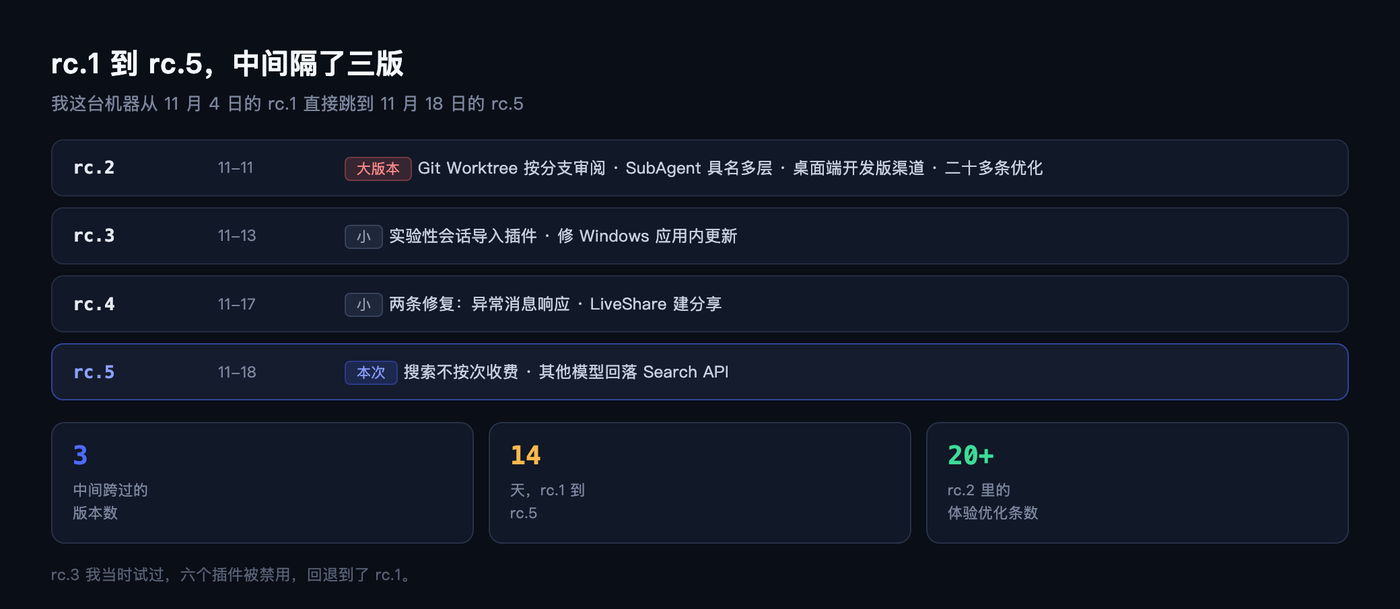 rc.1 到 rc.5，中间隔了三版
我这台机器从 11 月 4 日的 rc.1 直接跳到 11 月 18 日的 rc.5
rc.2 11–11 大版本 Git Worktree 按分支审阅 · SubAgent 具名多层 · 桌面端开发版渠道 · 二十多条优化
rc.3 11–13 小 实验性会话导入插件 · 修 Windows 应用内更新
rc.4 11–17 小 两条修复：异常消息响应 · LiveShare 建分享
rc.5 11–18 本次 搜索不按次收费 · 其他模型回落 Search API
3
中间跨过的
版本数
14
天，rc.1 到
rc.5
20+
rc.2 里的
体验优化条数
rc.3 我当时试过，六个插件被禁用，回退到了 rc.1。